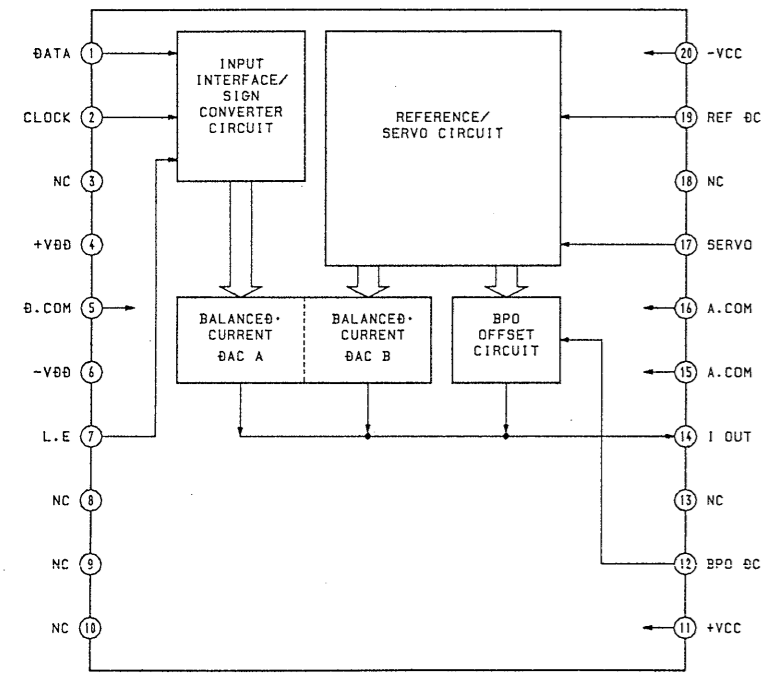 DATA 1
CLOCK 2
NC 3
+VDD 4
D.COM 5
-VDD 6
L.E 7
NC 8
NC 9
NC 10
INPUT
INTERFACE/
SIGN
CONVERTER
CIRCUIT
REFERENCE/
SERVO CIRCUIT
BALANCED·
CURRENT
DAC A
BALANCED·
CURRENT
DAC B
BPO
OFFSET
CIRCUIT
20 -VCC
19 REF DC
18 NC
17 SERVO
16 A.COM
15 A.COM
14 I OUT
13 NC
12 BPO DC
11 +VCC